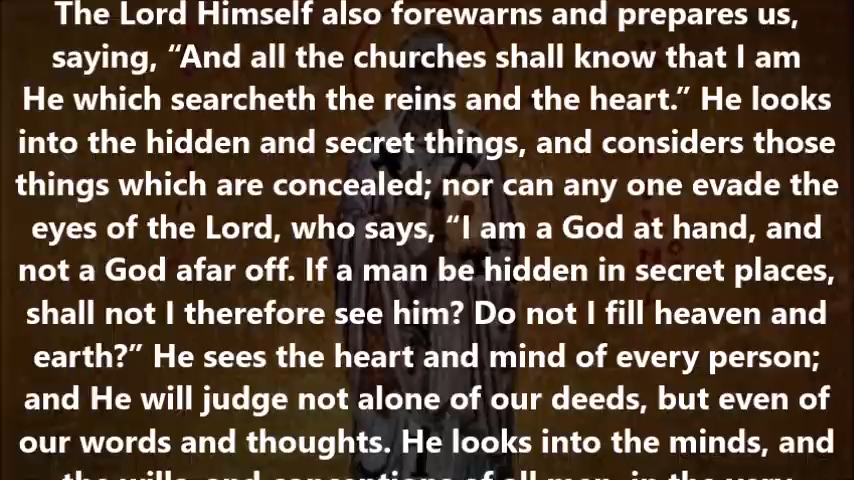 The Lord Himself also forewarns and prepares us,
saying, “And all the churches shall know that I am
He which searcheth the reins and the heart.” He looks
into the hidden and secret things, and considers those
things which are concealed; nor can any one evade the
eyes of the Lord, who says, “I am a God at hand, and
not a God afar off. If a man be hidden in secret places,
shall not I therefore see him? Do not I fill heaven and
earth?” He sees the heart and mind of every person;
and He will judge not alone of our deeds, but even of
our words and thoughts. He looks into the minds, and
the wills, and conceptions of all men, in the very